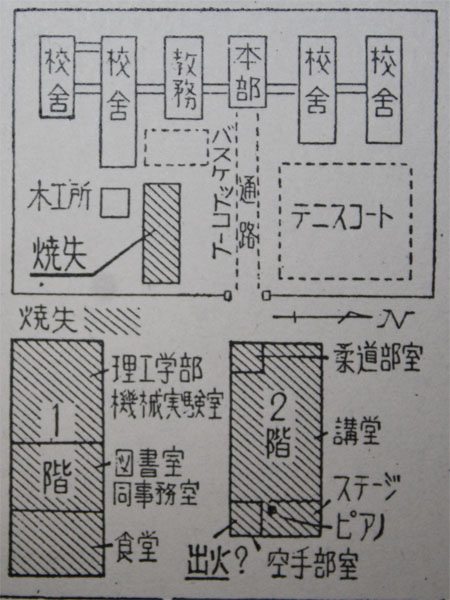 校舎
校舎
教務
本部
校舎
校舎
バスケットコート
通路
テニスコート
木工所
焼失
焼失
N
理工学部
機械実験室
図書室
同事務室
食堂
1階
柔道部室
2階
講堂
ステージ
ピアノ
出火?
空手部室